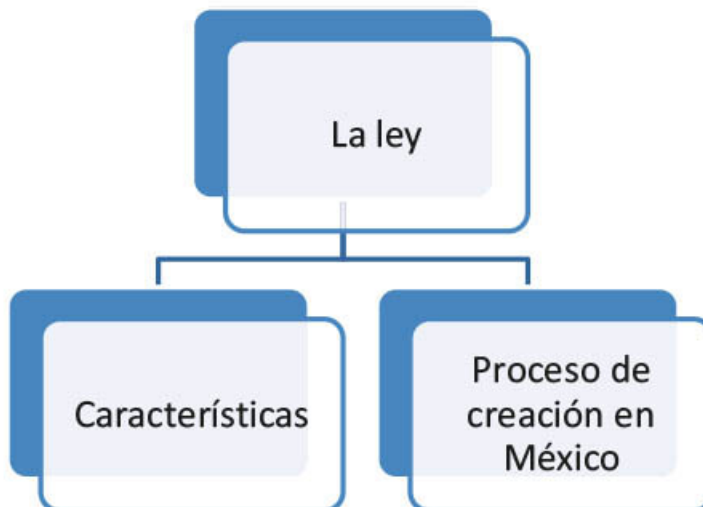 La ley
Características
Proceso de
creación en
México